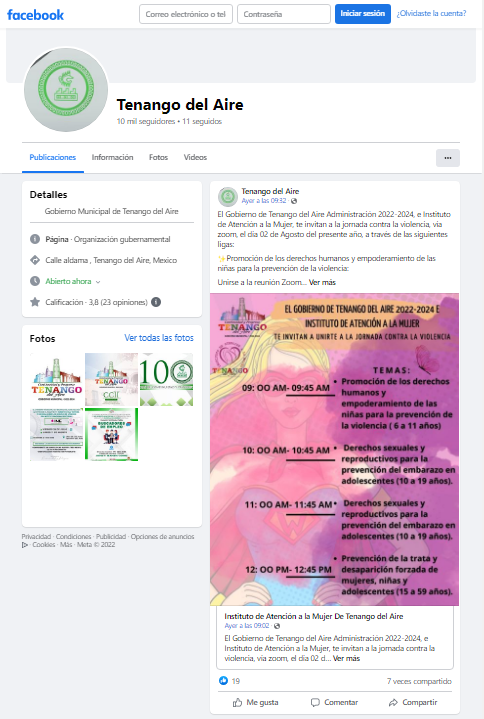 facebook
Correo electrónico o tel
Contraseña
Iniciar sesión
¿Olvidaste la cuenta?
Tenango del Aire
10 mil seguidores • 11 seguidos
Publicaciones
Información
Fotos
Videos
Detalles
Gobierno Municipal de Tenango del Aire
Página · Organización gubernamental
Calle aldama , Tenango del Aire, Mexico
Abierto ahora
Calificación · 3,8 (23 opiniones)
Fotos
Ver todas las fotos
TENANGO
del Aire
TENANGO
100
BUSCADORES
DE EMPLEO
Privacidad · Condiciones · Publicidad · Opciones de anuncios
· Cookies · Más · Meta © 2022
Tenango del Aire
Ayer a las 09:32 ·
El Gobierno de Tenango del Aire Administración 2022-2024, e Instituto
de Atención a la Mujer, te invitan a la jornada contra la violencia, via
zoom, el día 02 de Agosto del presente año, a través de las siguientes
ligas:
✨Promoción de los derechos humanos y empoderamiento de las
niñas para la prevención de la violencia:
Unirse a la reunión Zoom... Ver más
TENANGO
EL GOBIERNO DE TENANGO DEL AIRE 2022-2024 E
INSTITUTO DE ATENCIÓN A LA MUJER
TE INVITAN A UNIRTE A LA JORNADA CONTRA LA VIOLENCIA
TENANGO
TEMAS:
09: OO AM- 09:45 AM
• Promoción de los derechos
humanos y
empoderamiento de las
niñas para la prevención de
la violencia ( 6 a 11 años)
10: OO AM- 10:45 AM
• Derechos sexuales y
reproductivos para la
prevención del embarazo en
adolescentes (10 a 19 años).
11: OO AM- 11:45 AM
• Derechos sexuales y
reproductivos para la
prevención del embarazo en
adolescentes (10 a 19 años).
12: OO PM- 12:45 PM
• Prevención de la trata y
desaparición forzada de
mujeres, niñas y
adolescentes (15 a 59 años).
Instituto de Atención a la Mujer De Tenango del Aire
Ayer a las 09:02 ·
El Gobierno de Tenango del Aire Administración 2022-2024, e
Instituto de Atención a la Mujer, te invitan a la jornada contra la
violencia, via zoom, el día 02 d... Ver más
19
7 veces compartido
Me gusta
Comentar
Compartir